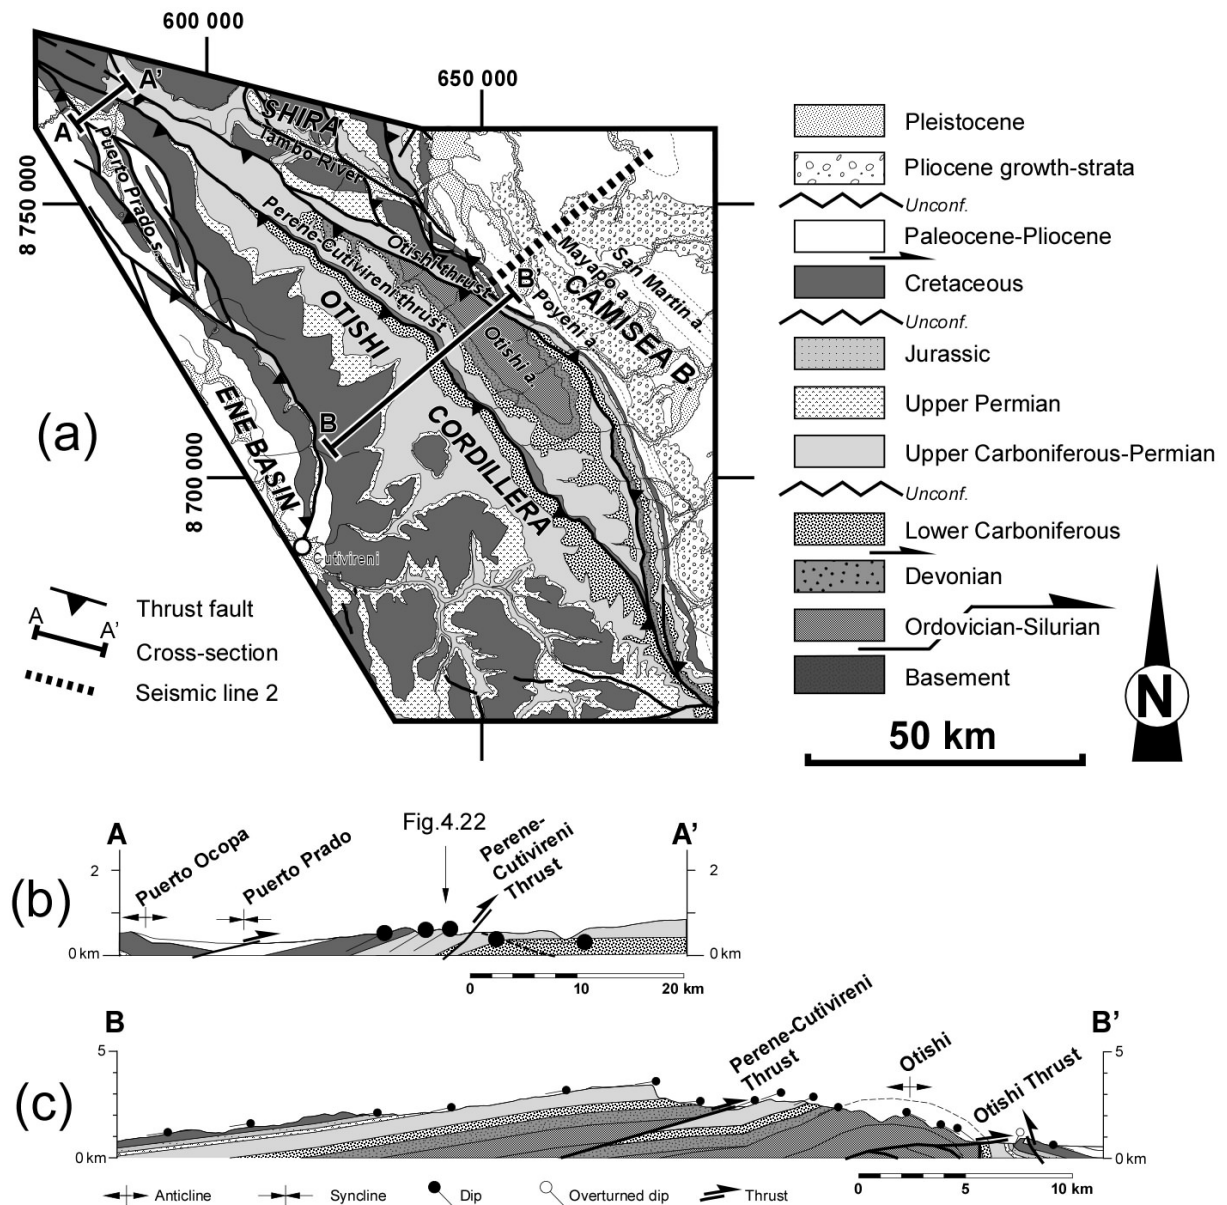 600 000
650 000
8 750 000
8 700 000
(a)
A
A'
SHIRA
Tambo River
Puerto Prado s.
Perene-Cutivireni thrust
Otishi thrust
OTISHI
CORDILLERA
Otishi a.
B
B'
Poyeni a
Mayapo a
San Martin a
CAMISEA B.
ENE BASIN
Cutivireni
A
A'
Thrust fault
Cross-section
Seismic line 2
Pleistocene
Pliocene growth-strata
Unconf.
Paleocene-Pliocene
Cretaceous
Unconf.
Jurassic
Upper Permian
Upper Carboniferous-Permian
Unconf.
Lower Carboniferous
Devonian
Ordovician-Silurian
Basement
50 km
N
(b)
A
A'
Puerto Ocopa
Puerto Prado
Fig.4.22
Perene-
Cutivireni
Thrust
2
0 km
2
0 km
0
10
20 km
(c)
B
B'
5
0 km
5
0 km
Perene-Cutivireni
Thrust
Otishi
Otishi Thrust
0
5
10 km
Anticline
Syncline
Dip
Overturned dip
Thrust